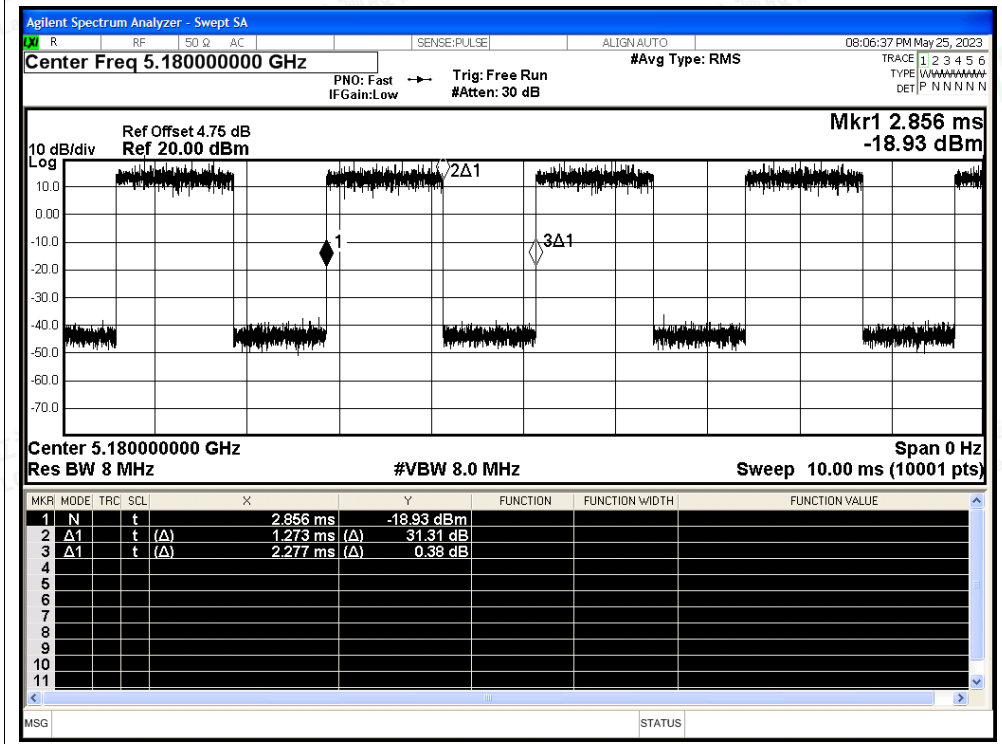 Agilent Spectrum Analyzer - Swept SA
LXI R RF 50 Ω AC SENSE:PULSE ALIGN AUTO 08:06:37 PM May 25, 2023
Center Freq 5.180000000 GHz #Avg Type: RMS TRACE 1 2 3 4 5 6
PNO: Fast Trig: Free Run TYPE
IFGain:Low #Atten: 30 dB DET P N N N N N
Mkr1 2.856 ms
Ref Offset 4.75 dB
10 dB/div Ref 20.00 dBm -18.93 dBm
Log
2Δ1
10.0
0.00
-10.0
1
3Δ1
-20.0
-30.0
-40.0
-50.0
-60.0
-70.0
Center 5.180000000 GHz Span 0 Hz
Res BW 8 MHz #VBW 8.0 MHz Sweep 10.00 ms (10001 pts)
MKR MODE TRC SCL X Y FUNCTION FUNCTION WIDTH FUNCTION VALUE
1 N t 2.856 ms -18.93 dBm
2 Δ1 t (Δ) 1.273 ms (Δ) 31.31 dB
3 Δ1 t (Δ) 2.277 ms (Δ) 0.38 dB
4
5
6
7
8
9
10
11
MSG STATUS